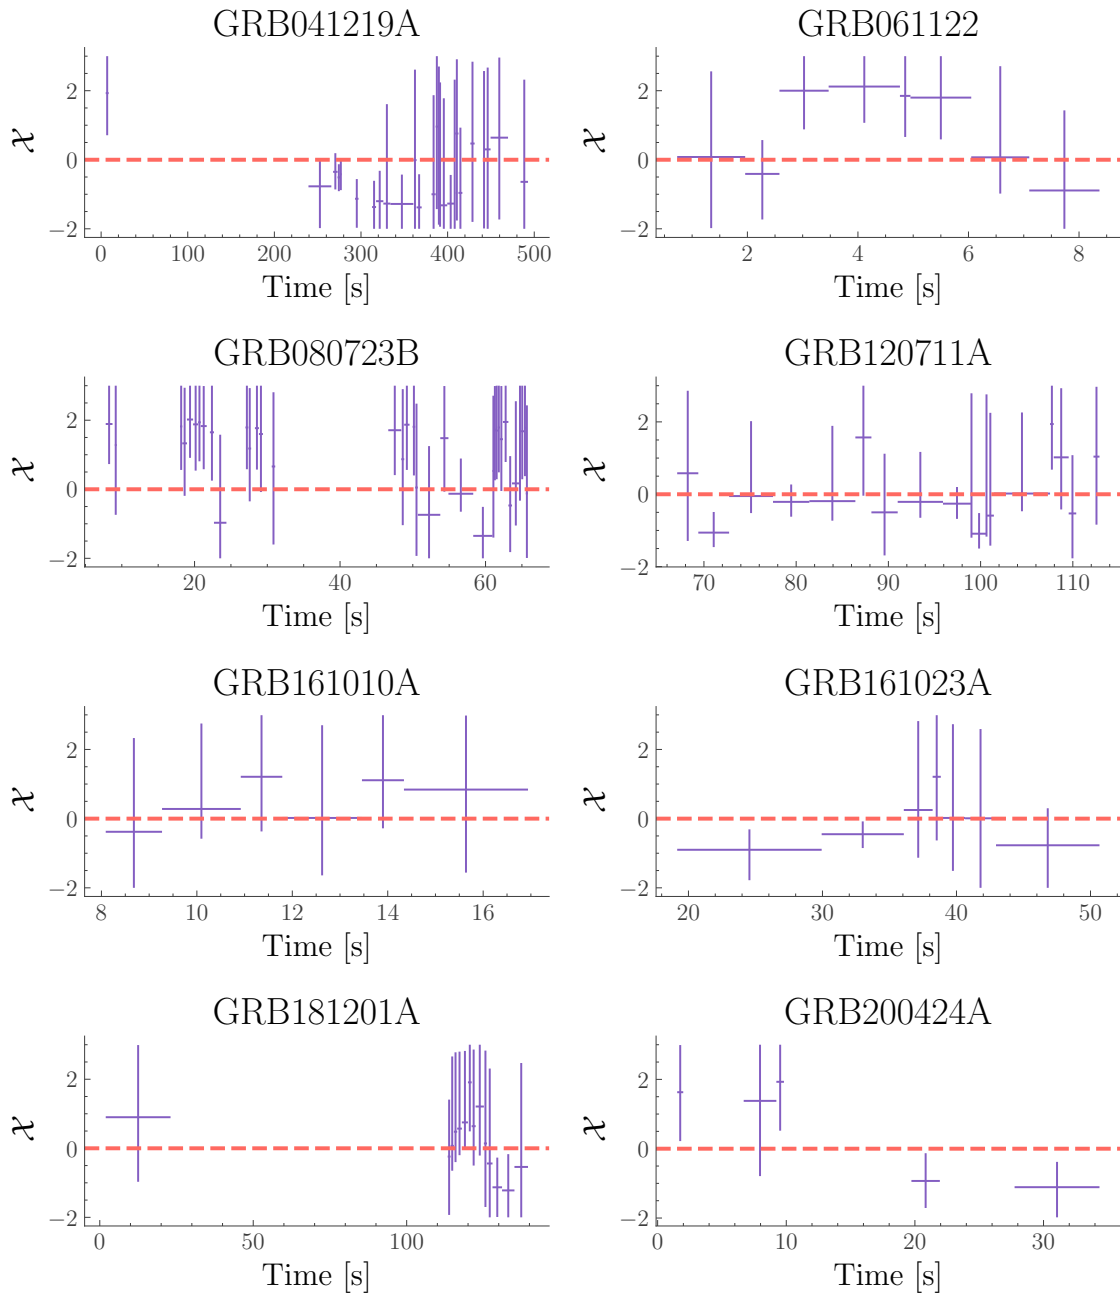 GRB041219A
GRB061122
2
0
−2
𝒳
0 100 200 300 400 500
Time [s]
2
0
−2
𝒳
2 4 6 8
Time [s]
GRB080723B
GRB120711A
2
0
−2
𝒳
20 40 60
Time [s]
2
0
−2
𝒳
70 80 90 100 110
Time [s]
GRB161010A
GRB161023A
2
0
−2
𝒳
8 10 12 14 16
Time [s]
2
0
−2
𝒳
20 30 40 50
Time [s]
GRB181201A
GRB200424A
2
0
−2
𝒳
0 50 100
Time [s]
2
0
−2
𝒳
0 10 20 30
Time [s]